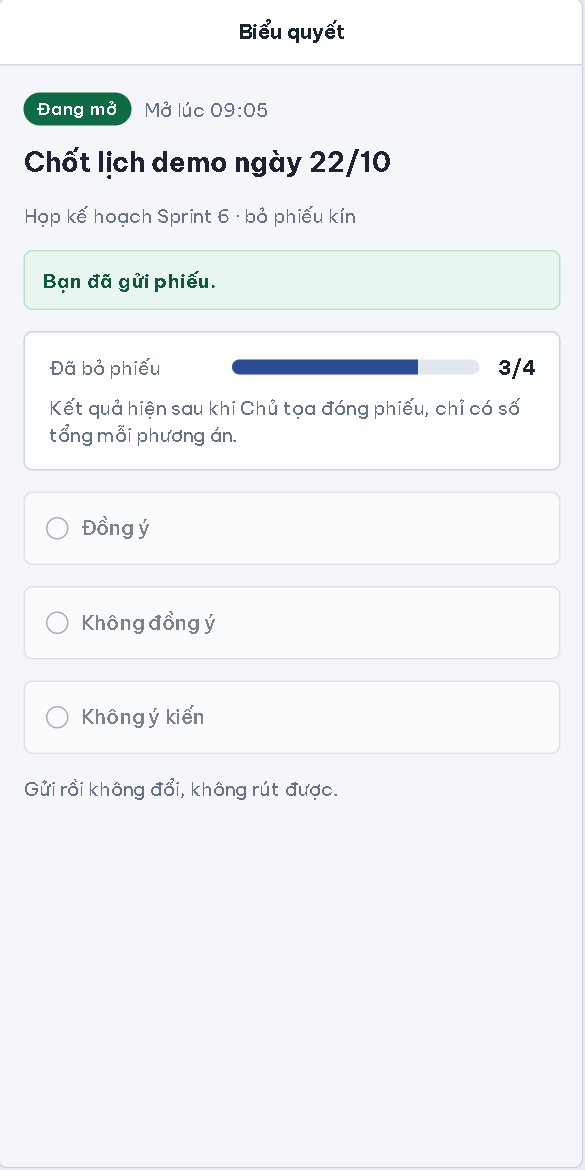 Biểu quyết
Đang mở Mở lúc 09:05
Chốt lịch demo ngày 22/10
Họp kế hoạch Sprint 6 · bỏ phiếu kín
Bạn đã gửi phiếu.
Đã bỏ phiếu 3/4
Kết quả hiện sau khi Chủ tọa đóng phiếu, chỉ có số
tổng mỗi phương án.
Đồng ý
Không đồng ý
Không ý kiến
Gửi rồi không đổi, không rút được.